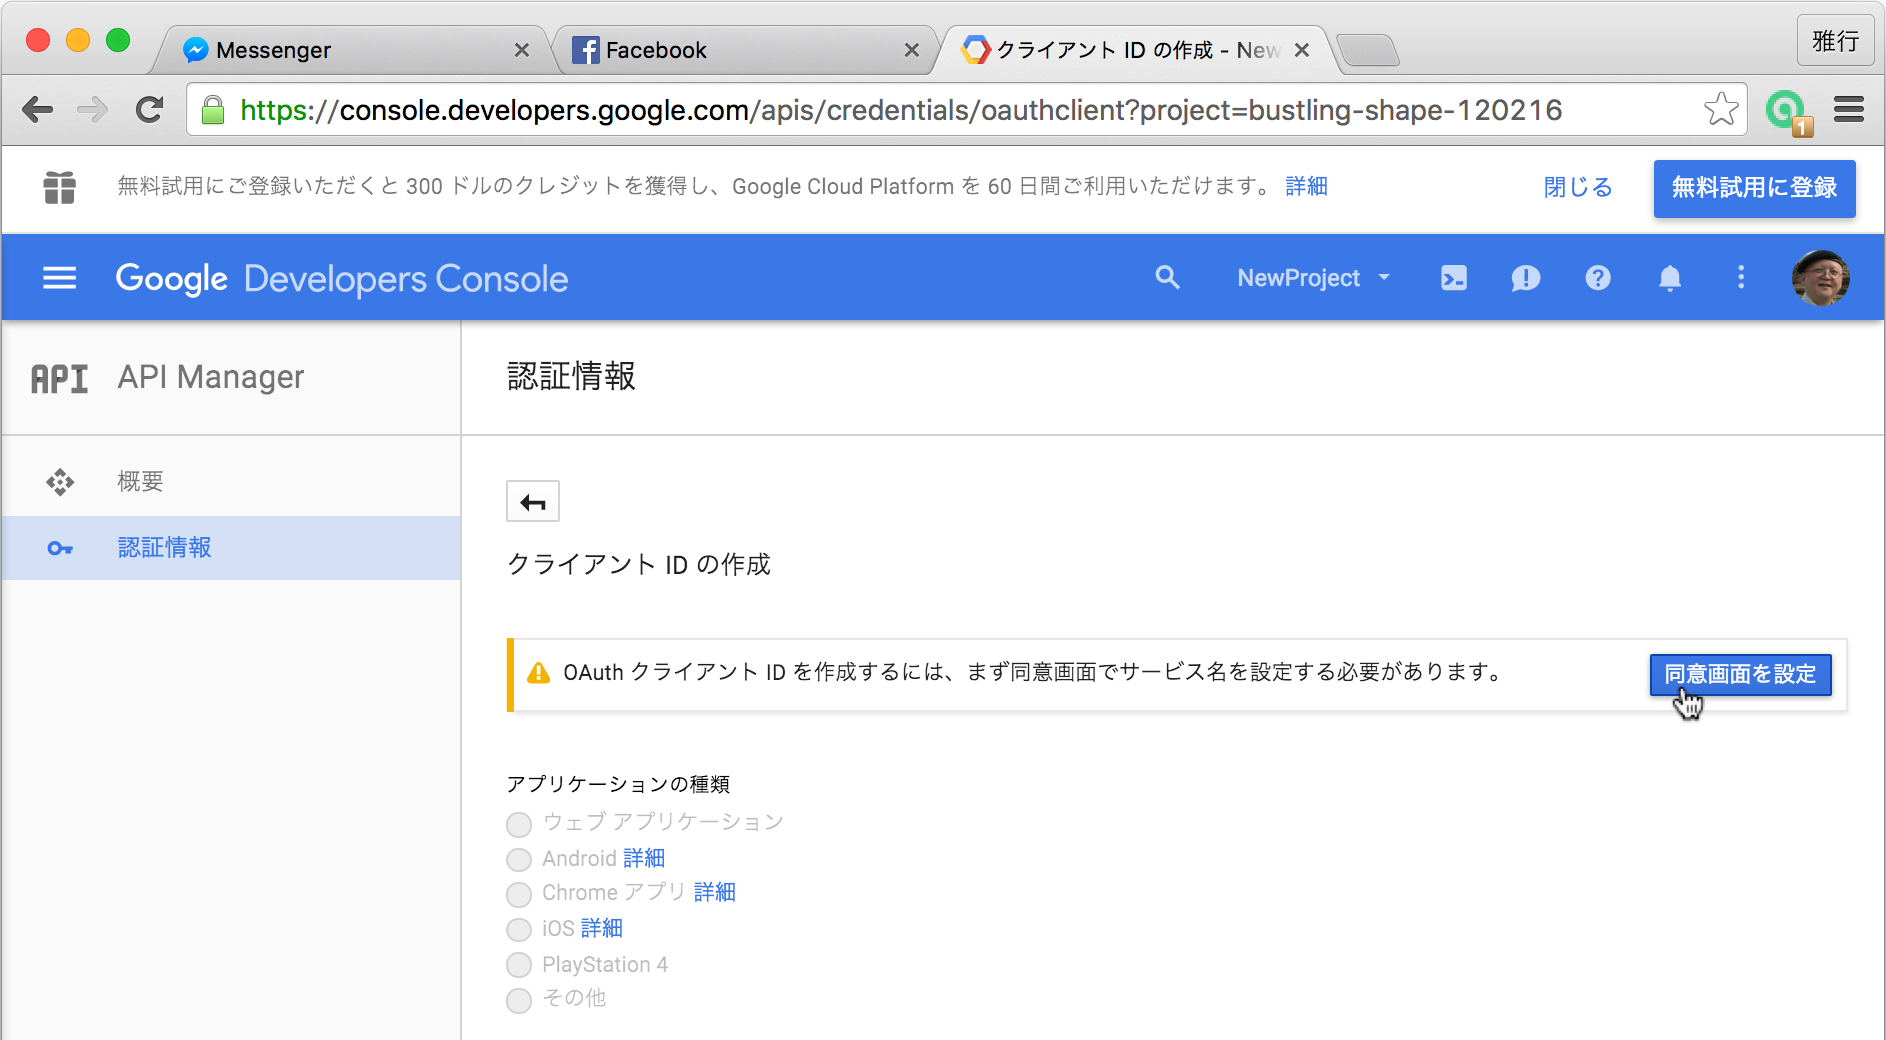 Messenger
Facebook
クライアント ID の作成 - New
雅行
https://console.developers.google.com/apis/credentials/oauthclient?project=bustling-shape-120216
1
無料試用にご登録いただくと 300 ドルのクレジットを獲得し、Google Cloud Platform を 60 日間ご利用いただけます。 詳細
閉じる
無料試用に登録
Google Developers Console
NewProject
API API Manager
認証情報
概要
認証情報
クライアント ID の作成
OAuth クライアント ID を作成するには、まず同意画面でサービス名を設定する必要があります。
同意画面を設定
アプリケーションの種類
ウェブ アプリケーション
Android 詳細
Chrome アプリ 詳細
iOS 詳細
PlayStation 4
その他